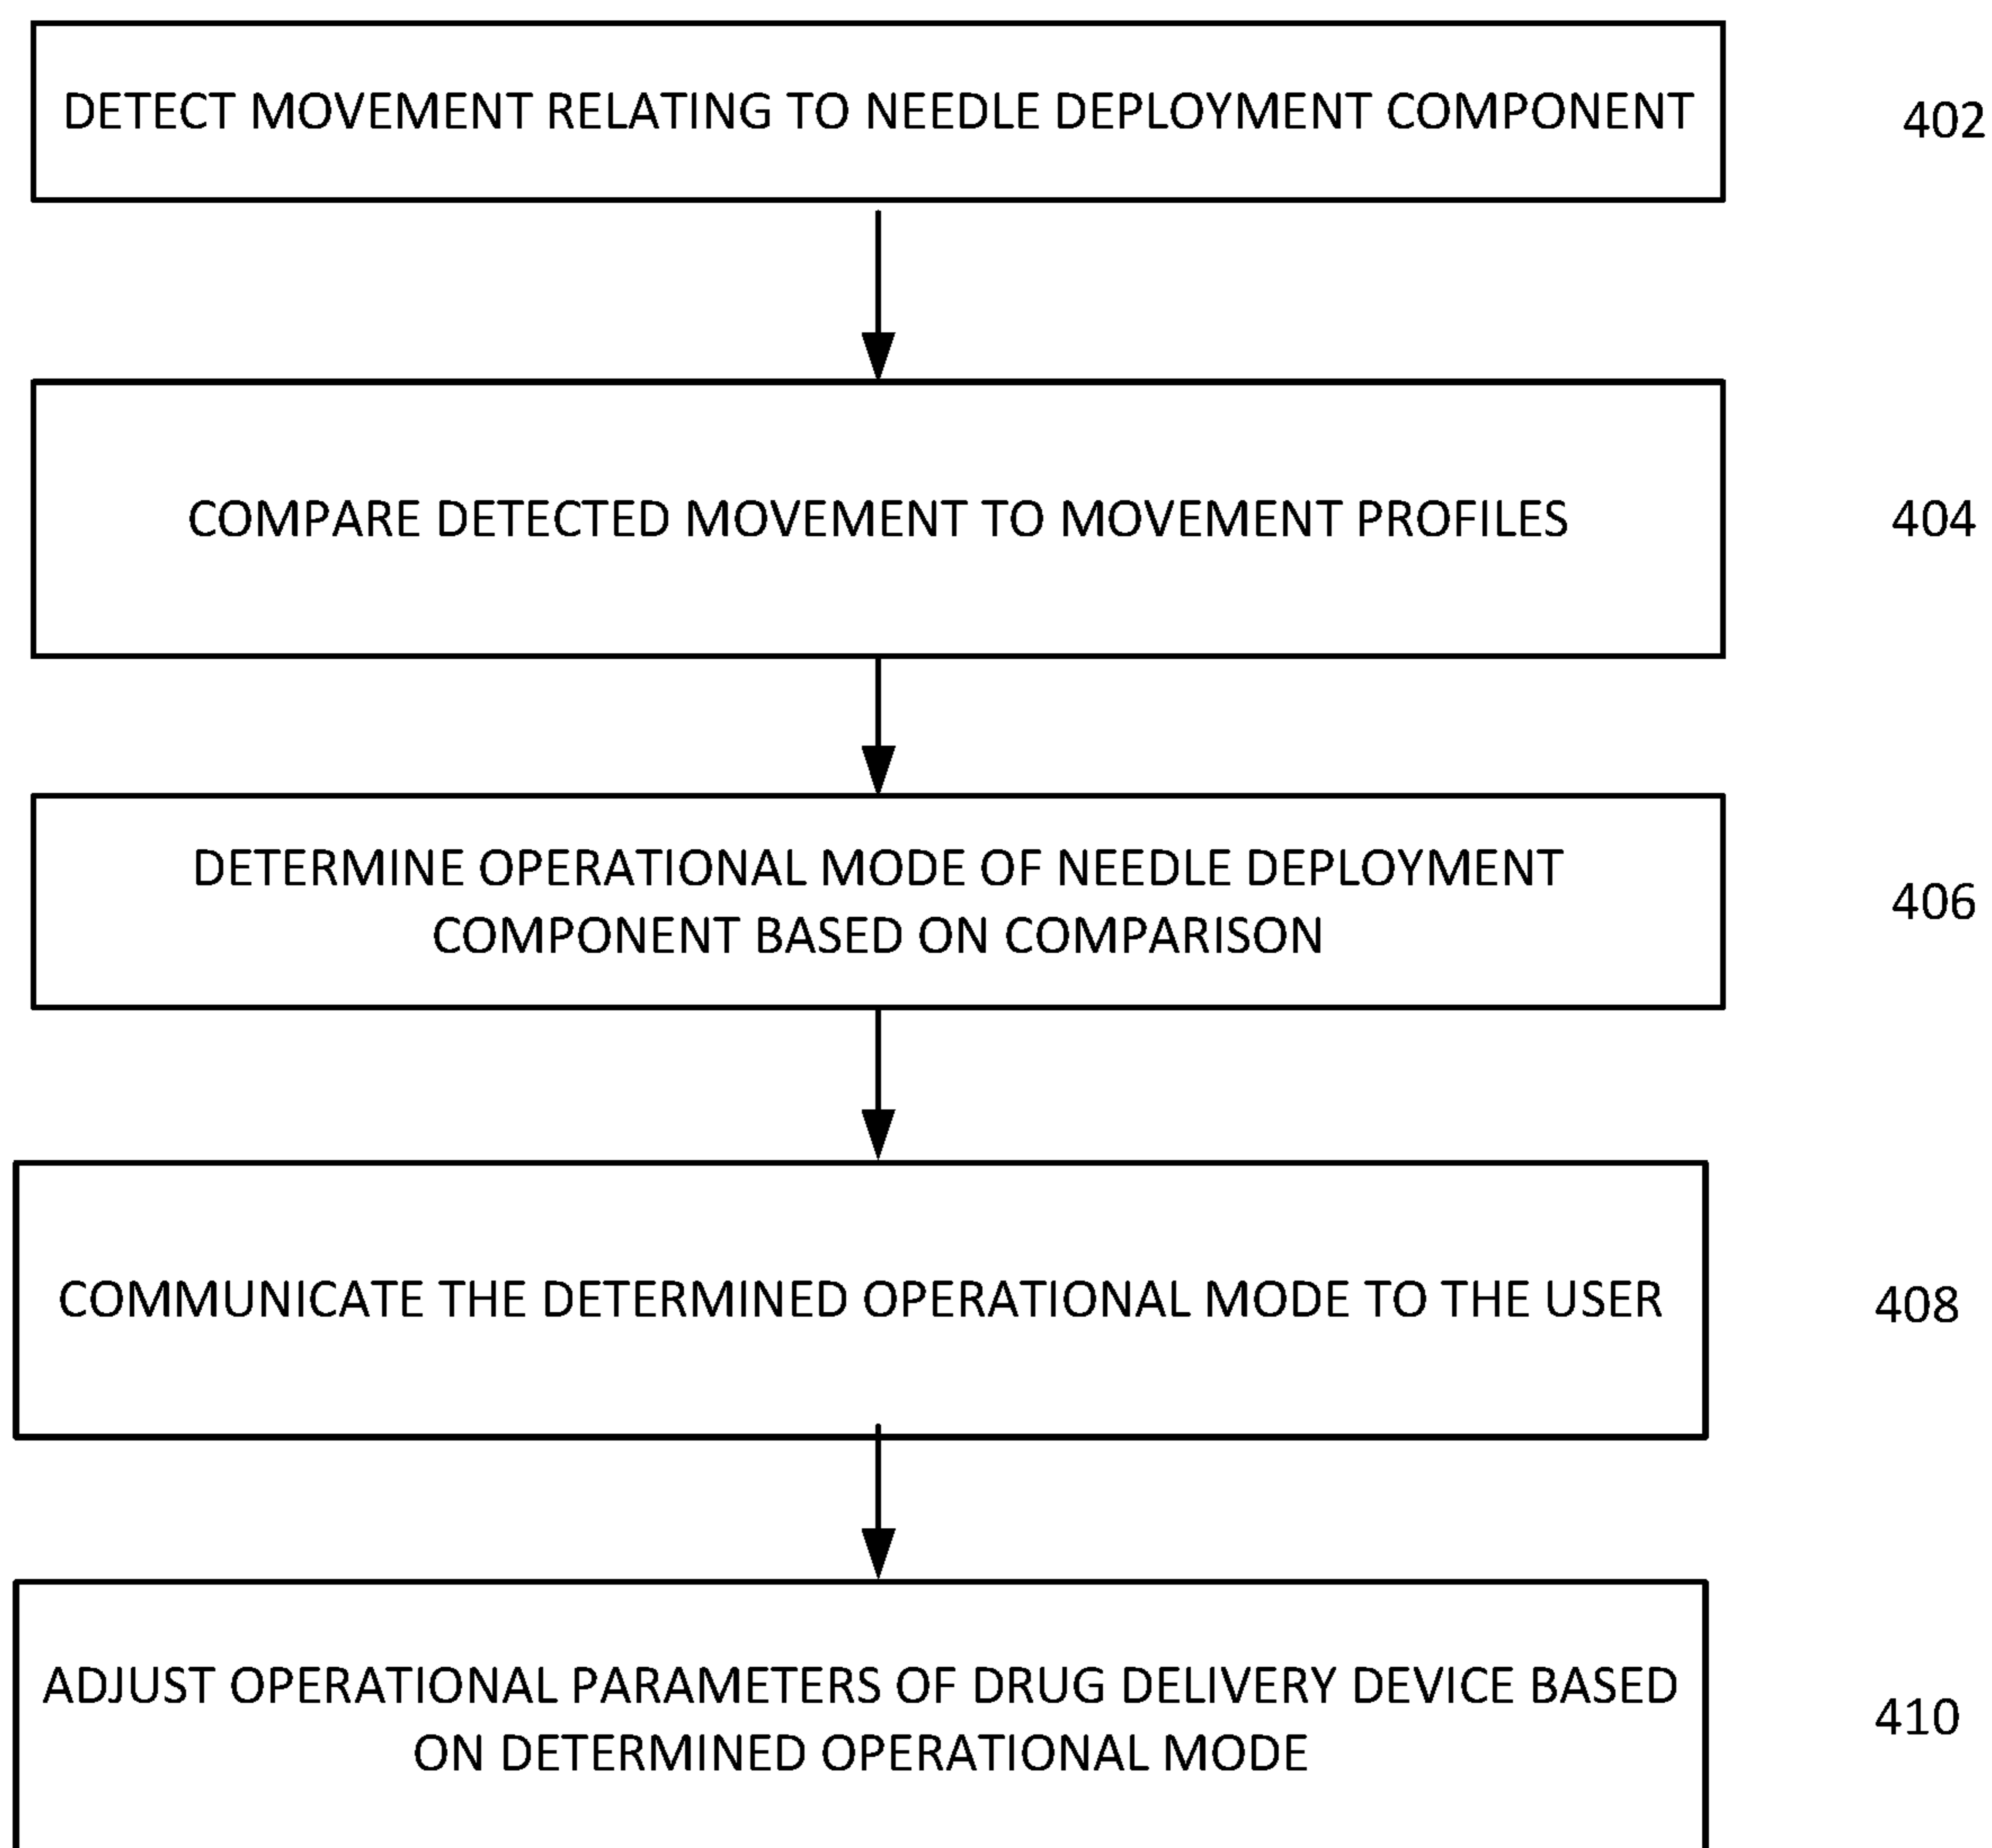 DETECT MOVEMENT RELATING TO NEEDLE DEPLOYMENT COMPONENT
402
COMPARE DETECTED MOVEMENT TO MOVEMENT PROFILES
404
DETERMINE OPERATIONAL MODE OF NEEDLE DEPLOYMENT
COMPONENT BASED ON COMPARISON
406
COMMUNICATE THE DETERMINED OPERATIONAL MODE TO THE USER
408
ADJUST OPERATIONAL PARAMETERS OF DRUG DELIVERY DEVICE BASED
ON DETERMINED OPERATIONAL MODE
410